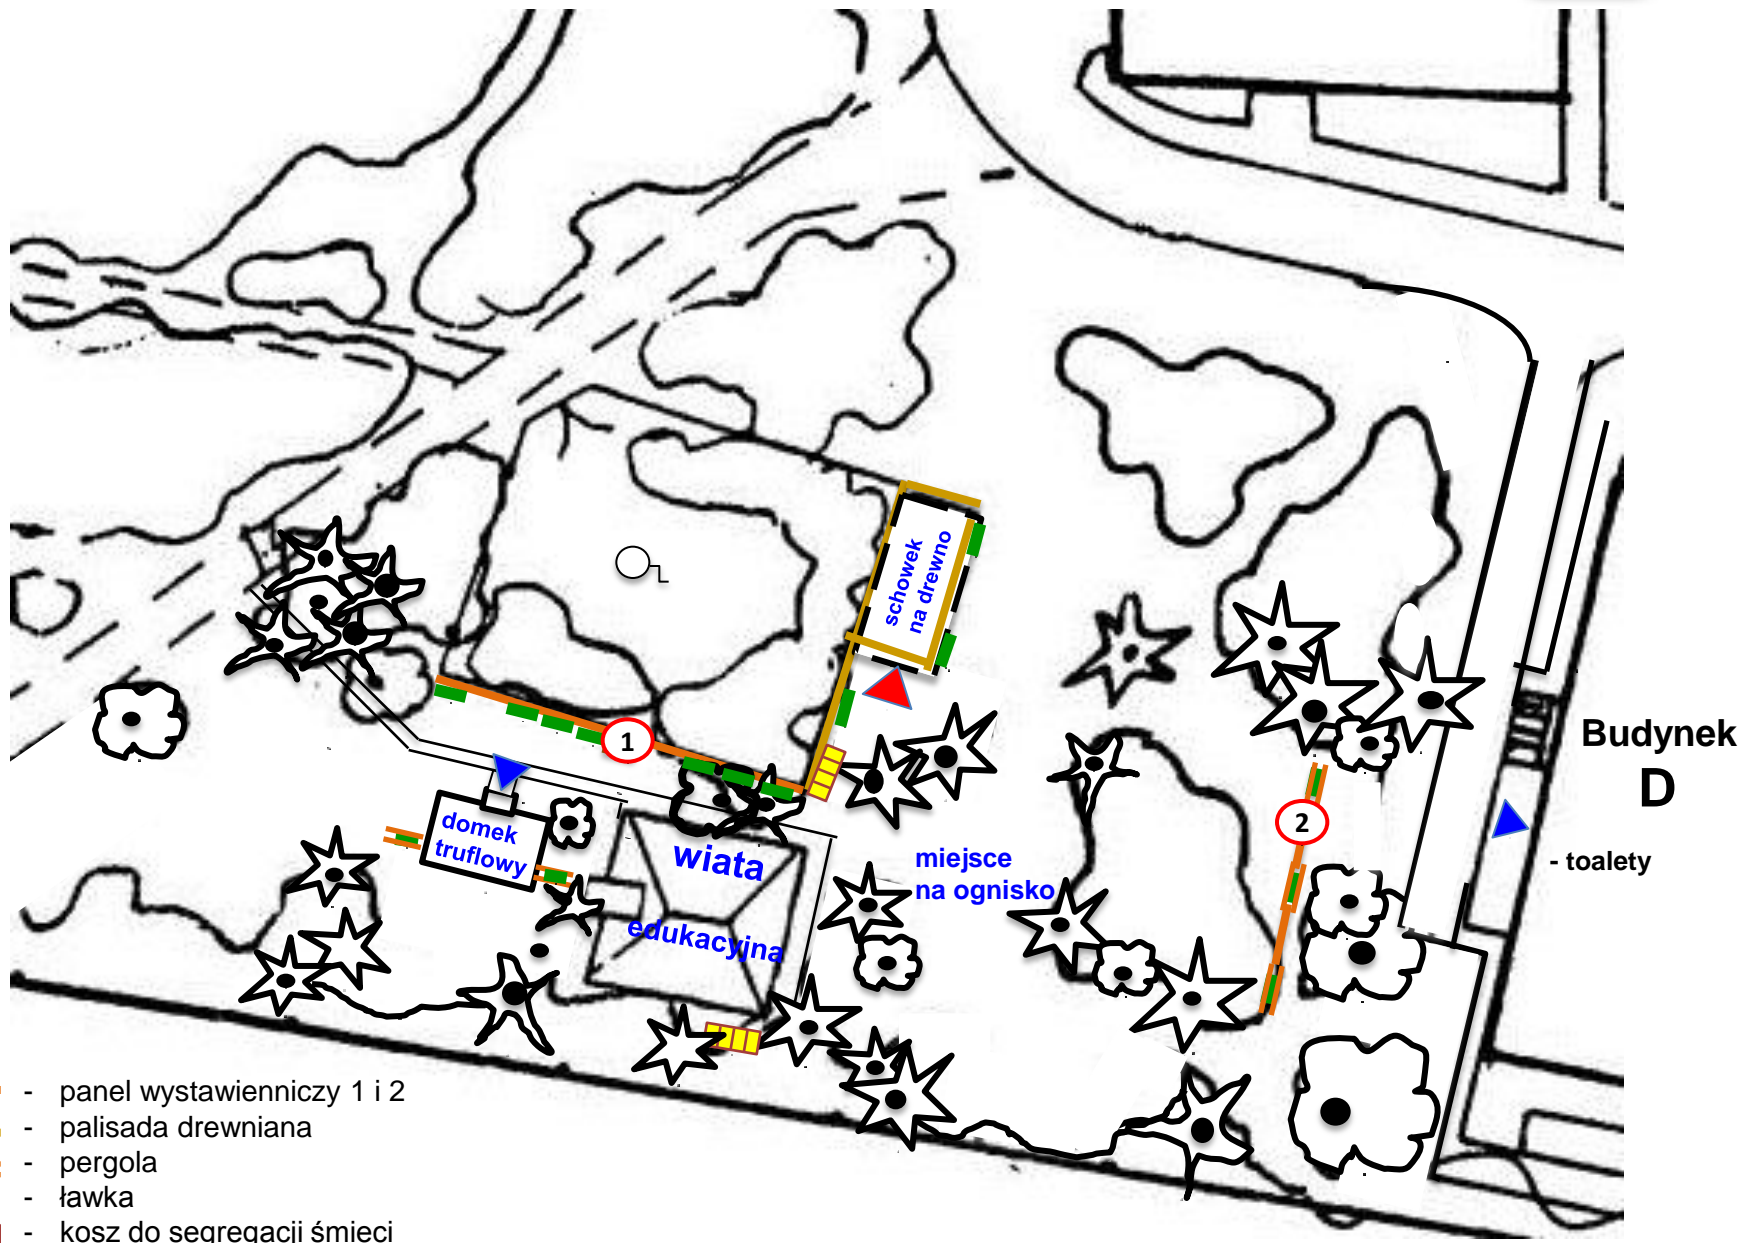 schowek
na drewno
1
domek
truflowy
wiata
edukacyjna
miejsce
na ognisko
2
Budynek
D
- toalety
- panel wystawienniczy 1 i 2
- palisada drewniana
- pergola
- ławka
- kosz do segregacji śmieci